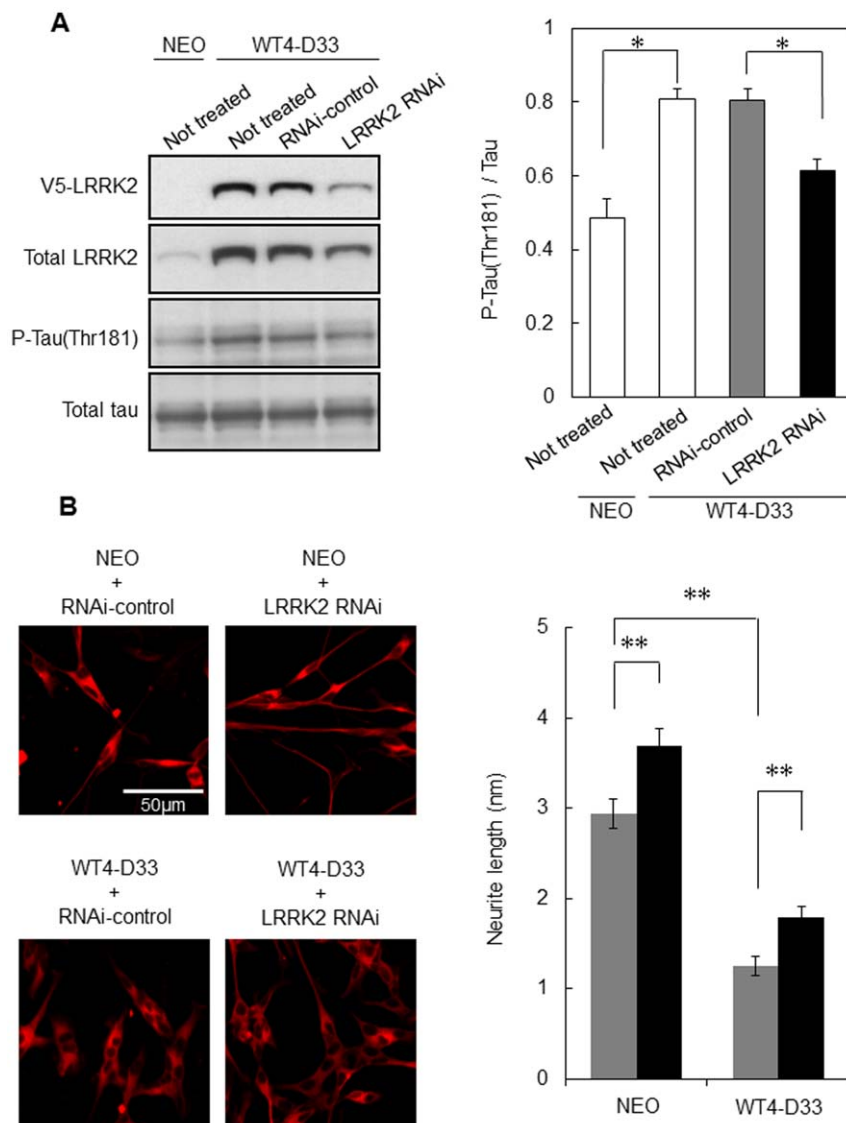 A
NEO
WT4-D33
Not treated
Not treated
RNAi-control
LRRK2 RNAi
V5-LRRK2
Total LRRK2
P-Tau(Thr181)
Total tau
*
*
P-Tau(Thr181) / Tau
1
0.8
0.6
0.4
0.2
0
Not treated
Not treated
RNAi-control
LRRK2 RNAi
NEO
WT4-D33
B
NEO
+
RNAi-control
NEO
+
LRRK2 RNAi
50µm
WT4-D33
+
RNAi-control
WT4-D33
+
LRRK2 RNAi
**
**
**
Neurite length (nm)
5
4
3
2
1
0
NEO
WT4-D33